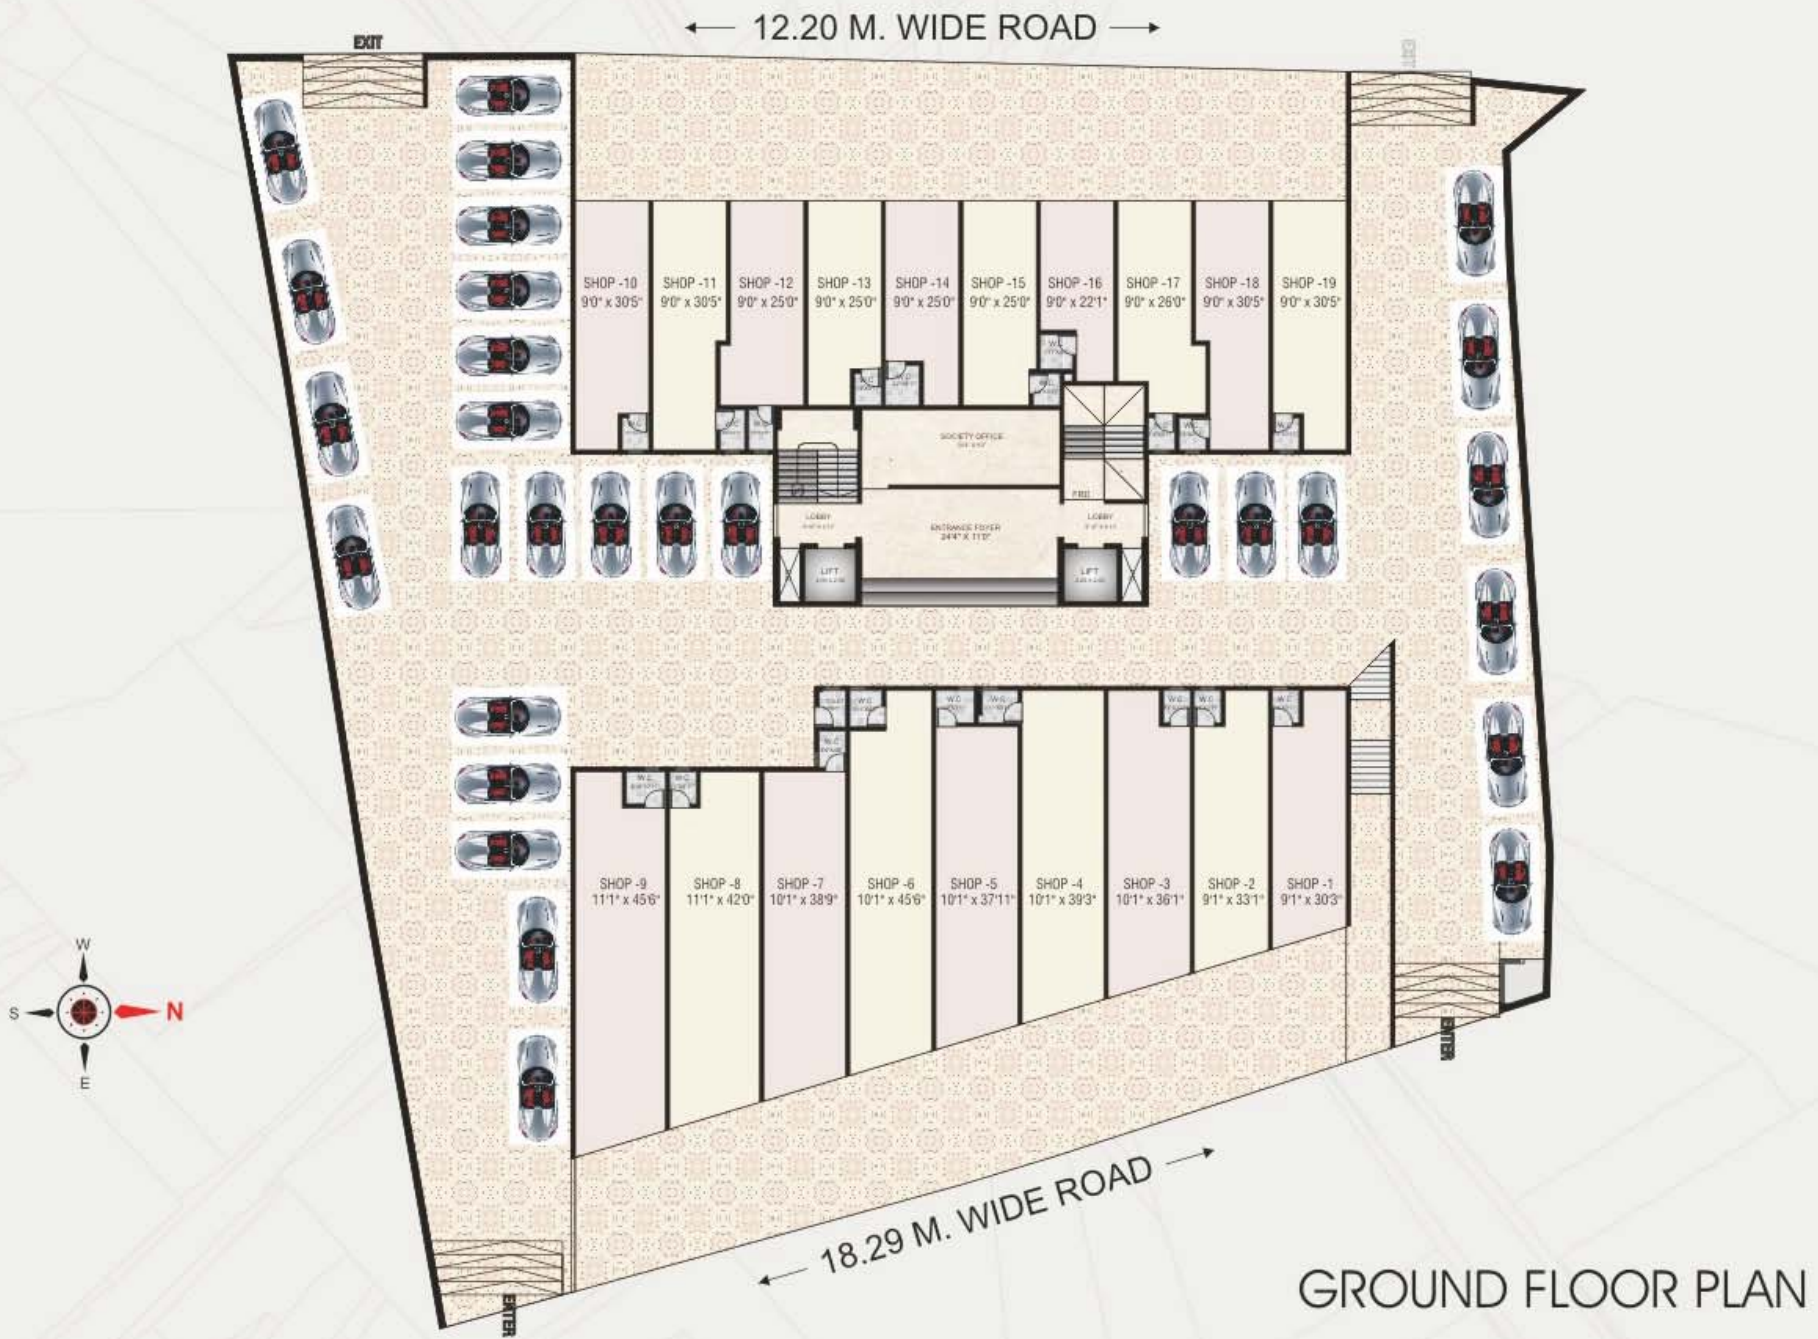 ← 12.20 M. WIDE ROAD →
EXIT
EXIT
SHOP -10
9'0" x 30'5"
SHOP -11
9'0" x 30'5"
SHOP -12
9'0" x 25'0"
SHOP -13
9'0" x 25'0"
SHOP -14
9'0" x 25'0"
SHOP -15
9'0" x 25'0"
SHOP -16
9'0" x 22'1"
SHOP -17
9'0" x 26'0"
SHOP -18
9'0" x 30'5"
SHOP -19
9'0" x 30'5"
W.C
W.C
W.C
W.C
W.C
W.C
W.C
W.C
W.C
W.C
SOCIETY OFFICE
LOBBY
ENTRANCE FOYER
24'4" X 11'0"
LOBBY
LIFT
LIFT
W.C
W.C
W.C
W.C
W.C
W.C
W.C
W.C
W.C
SHOP -9
11'1" x 45'6"
SHOP -8
11'1" x 42'0"
SHOP -7
10'1" x 38'9"
SHOP -6
10'1" x 45'6"
SHOP -5
10'1" x 37'11"
SHOP -4
10'1" x 39'3"
SHOP -3
10'1" x 36'1"
SHOP -2
9'1" x 33'1"
SHOP -1
9'1" x 30'3"
W
S
N
E
ENTER
← 18.29 M. WIDE ROAD →
ENTER
GROUND FLOOR PLAN